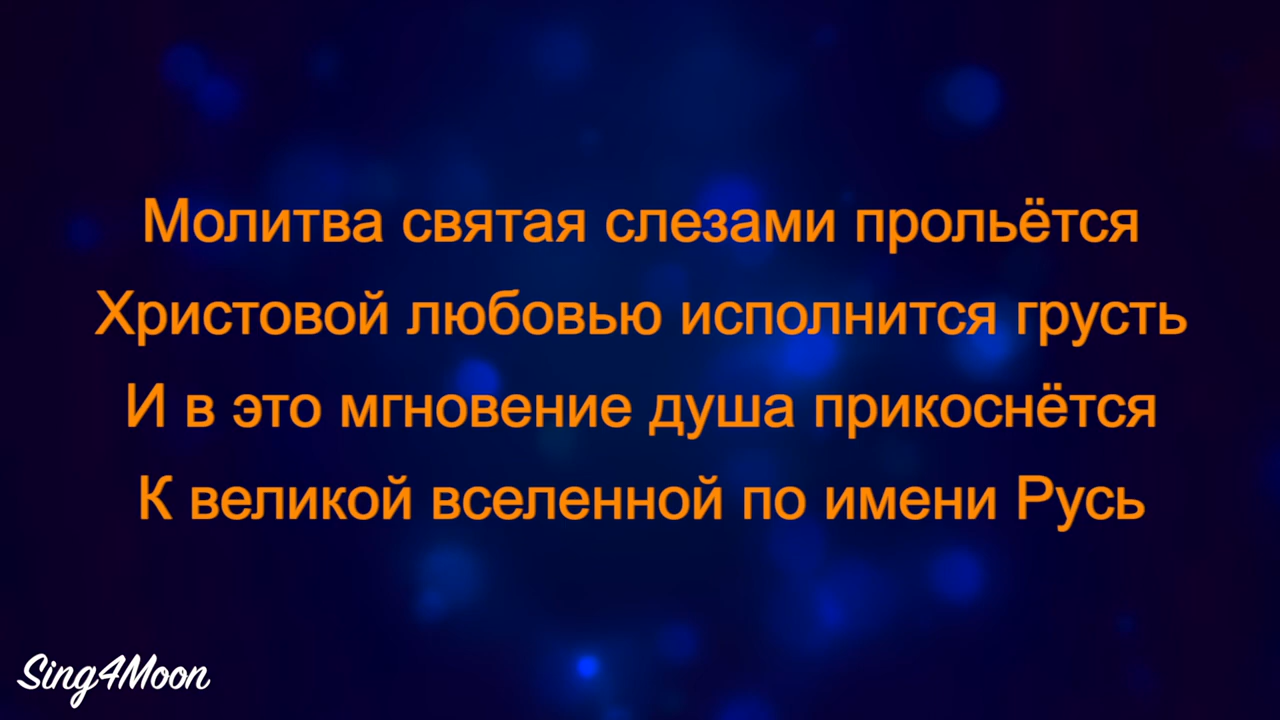 Молитва святая слезами прольётся
Христовой любовью исполнится грусть
И в это мгновение душа прикоснётся
К великой вселенной по имени Русь
Sing4Moon